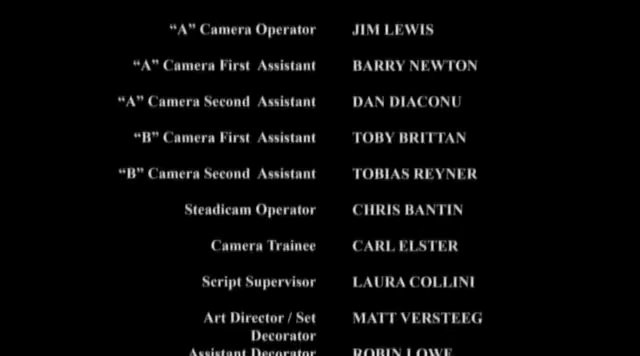 “A” Camera Operator JIM LEWIS
“A” Camera First Assistant BARRY NEWTON
“A” Camera Second Assistant DAN DIACONU
“B” Camera First Assistant TOBY BRITTAN
“B” Camera Second Assistant TOBIAS REYNER
Steadicam Operator CHRIS BANTIN
Camera Trainee CARL ELSTER
Script Supervisor LAURA COLLINI
Art Director / Set MATT VERSTEEG
Decorator
Assistant Decorator ROBIN LOWE